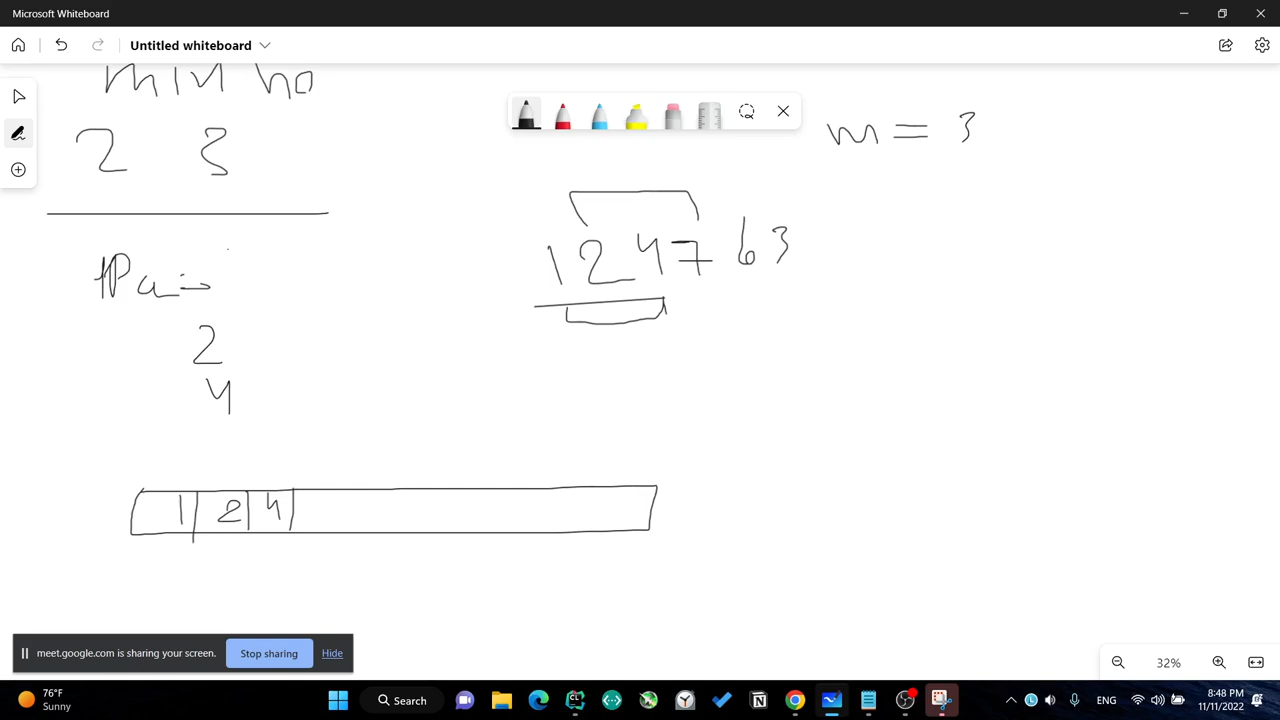 Microsoft Whiteboard
Untitled whiteboard
2 3
m = 3
1 2 4 7 6 3
2
4
1 2 4
meet.google.com is sharing your screen.
Stop sharing
Hide
32%
76°F
Sunny
Search
ENG
8:48 PM
11/11/2022